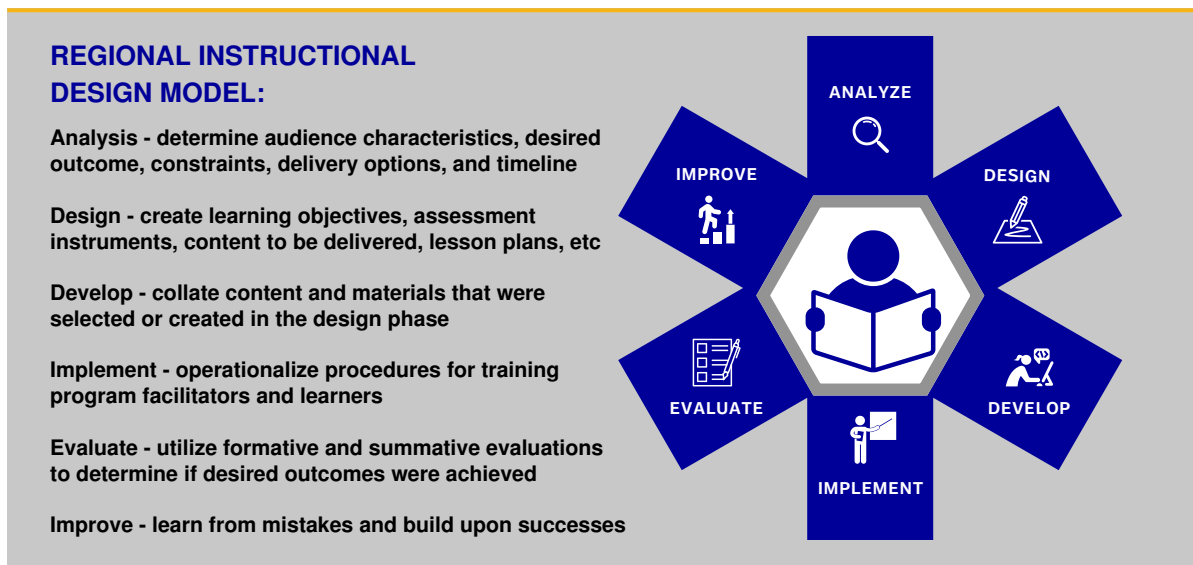 REGIONAL INSTRUCTIONAL
DESIGN MODEL:
Analysis - determine audience characteristics, desired
outcome, constraints, delivery options, and timeline
Design - create learning objectives, assessment
instruments, content to be delivered, lesson plans, etc
Develop - collate content and materials that were
selected or created in the design phase
Implement - operationalize procedures for training
program facilitators and learners
Evaluate - utilize formative and summative evaluations
to determine if desired outcomes were achieved
Improve - learn from mistakes and build upon successes
ANALYZE
DESIGN
DEVELOP
IMPLEMENT
EVALUATE
IMPROVE